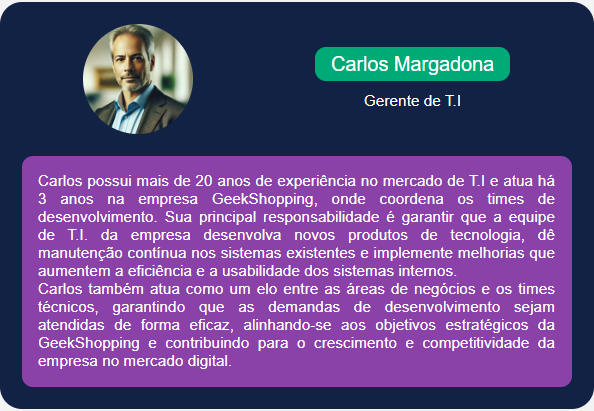 Carlos Margadona
Gerente de T.I
Carlos possui mais de 20 anos de experiência no mercado de T.I e atua há
3 anos na empresa GeekShopping, onde coordena os times de
desenvolvimento. Sua principal responsabilidade é garantir que a equipe
de T.I. da empresa desenvolva novos produtos de tecnologia, dê
manutenção contínua nos sistemas existentes e implemente melhorias que
aumentem a eficiência e a usabilidade dos sistemas internos.
Carlos também atua como um elo entre as áreas de negócios e os times
técnicos, garantindo que as demandas de desenvolvimento sejam
atendidas de forma eficaz, alinhando-se aos objetivos estratégicos da
GeekShopping e contribuindo para o crescimento e competitividade da
empresa no mercado digital.